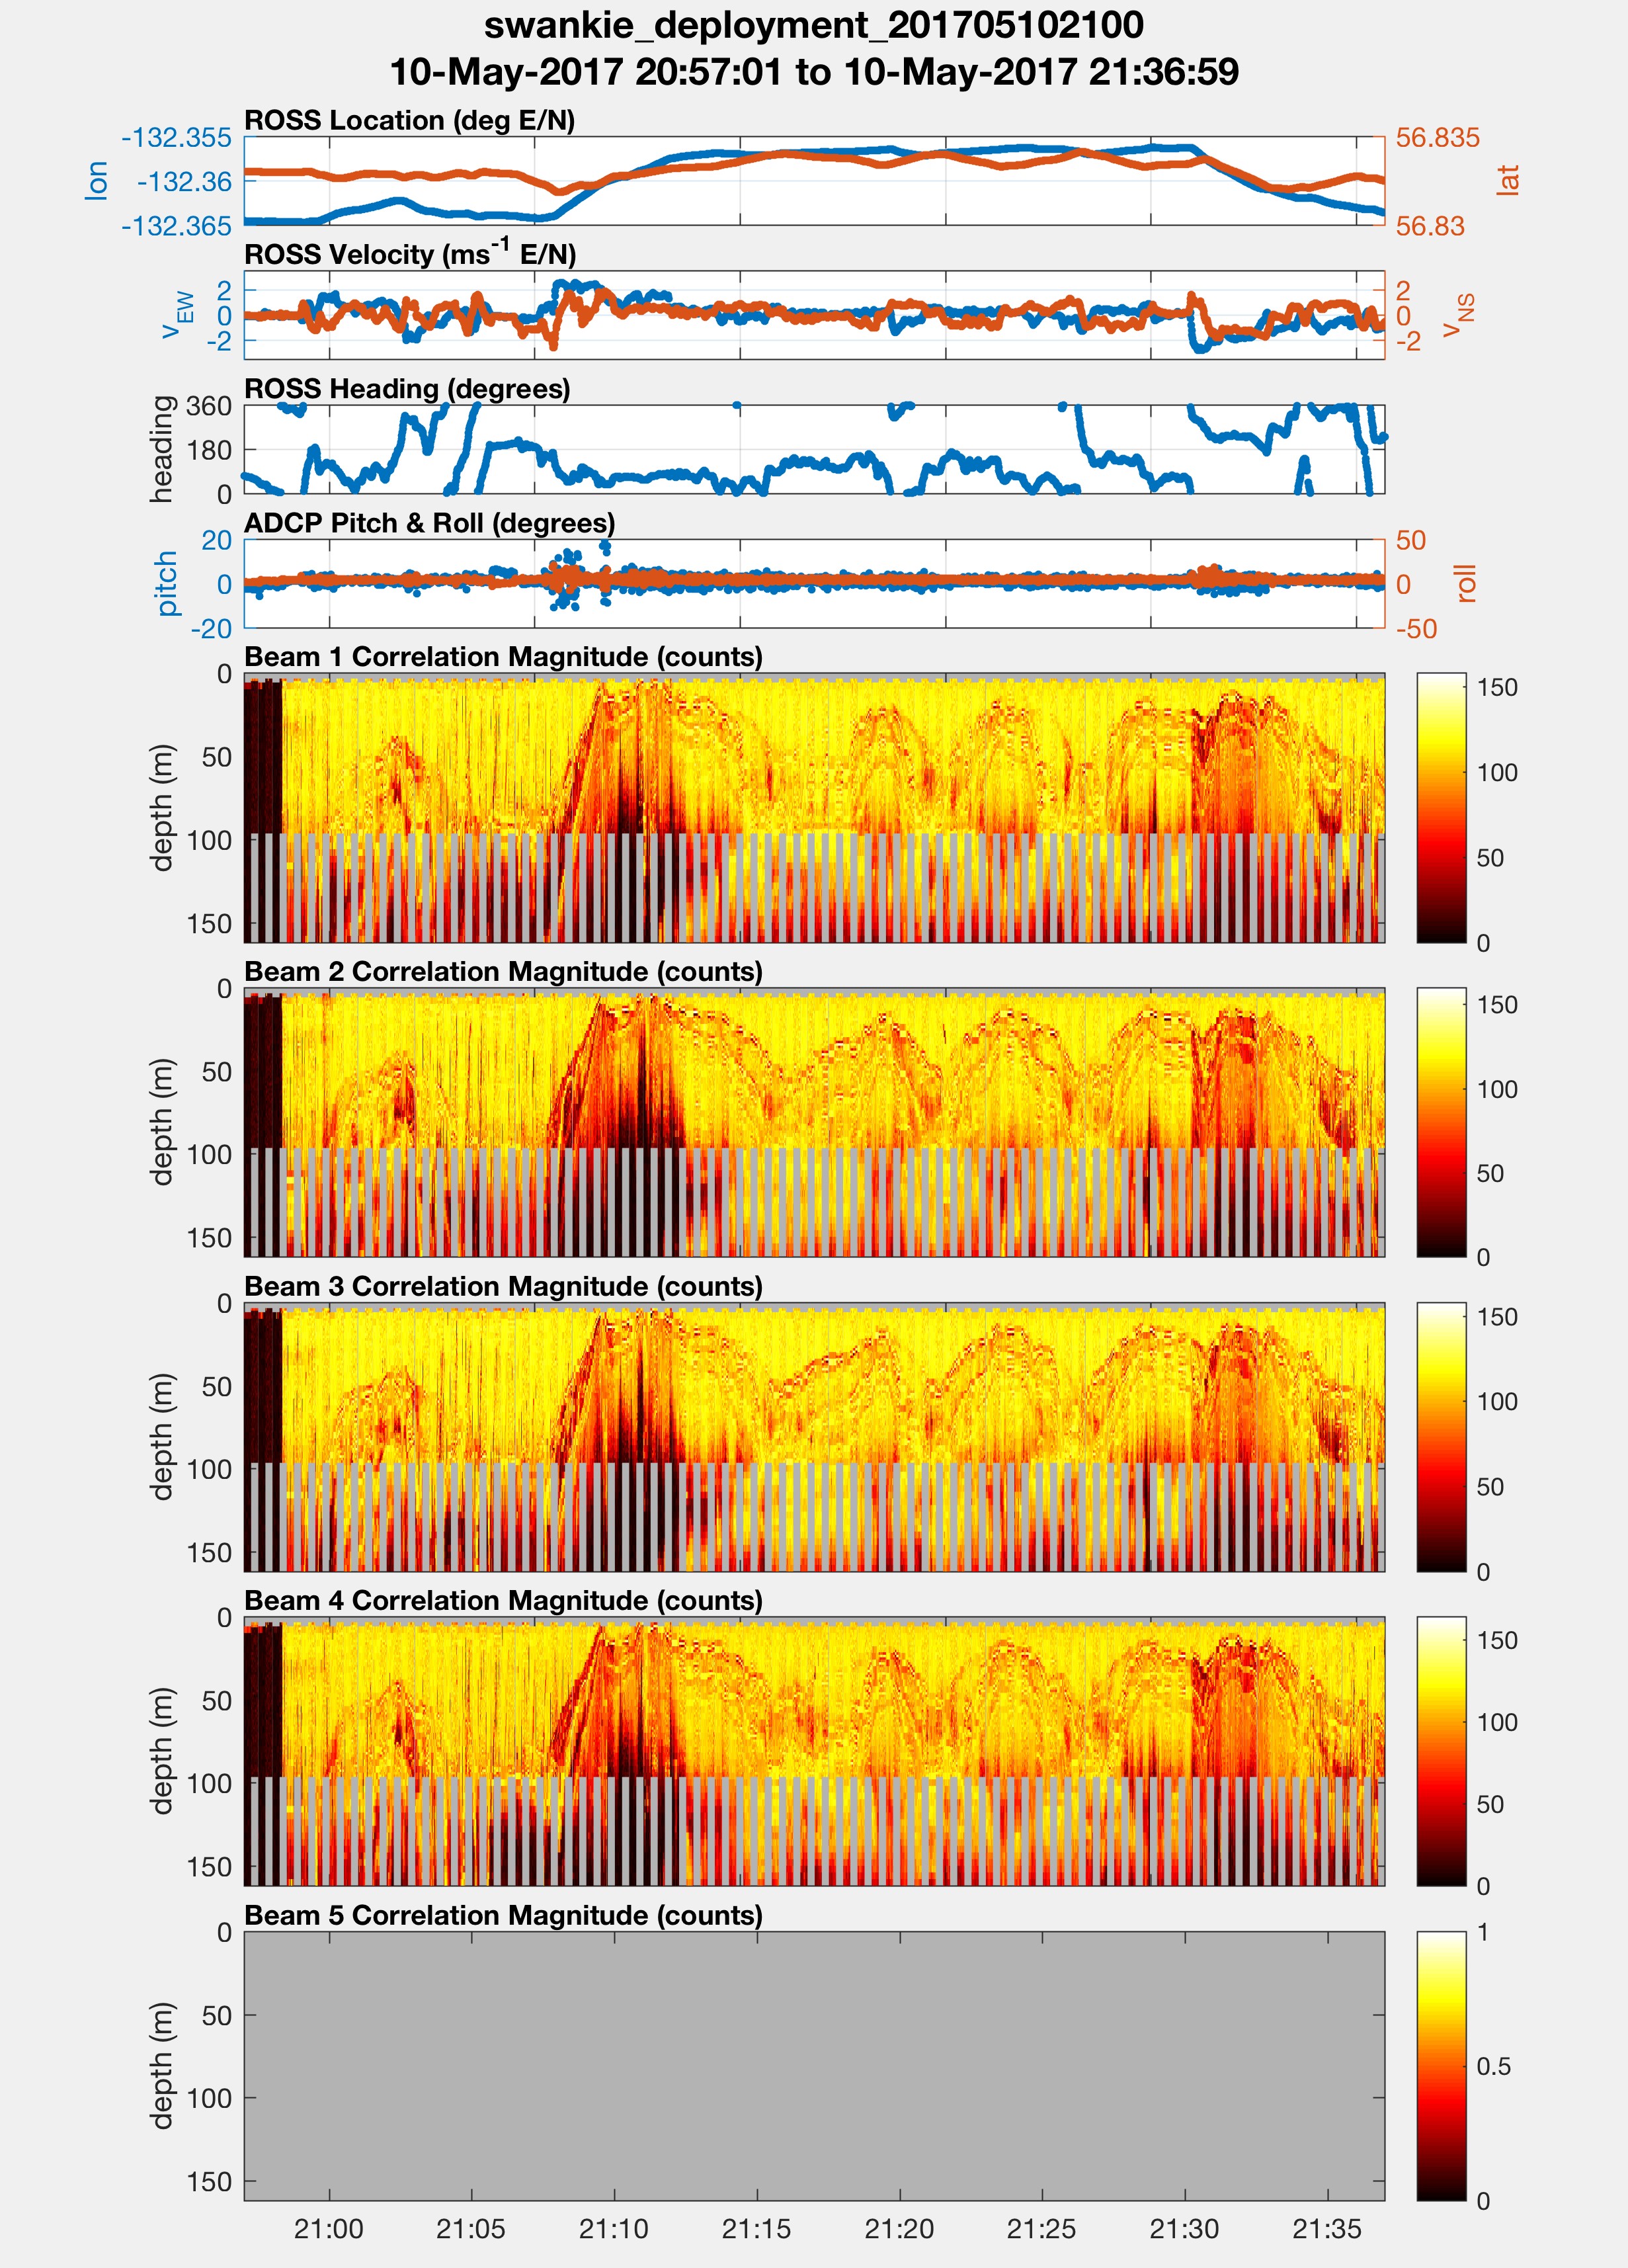 swankie_deployment_201705102100
10-May-2017 20:57:01 to 10-May-2017 21:36:59
ROSS Location (deg E/N)
-132.355
-132.36
-132.365
lon
56.835
56.83
lat
ROSS Velocity (ms-1 E/N)
2
0
-2
vEW
2
0
-2
vNS
ROSS Heading (degrees)
360
180
0
heading
ADCP Pitch & Roll (degrees)
20
0
-20
pitch
50
0
-50
roll
Beam 1 Correlation Magnitude (counts)
0
50
100
150
depth (m)
150
100
50
0
Beam 2 Correlation Magnitude (counts)
0
50
100
150
depth (m)
150
100
50
0
Beam 3 Correlation Magnitude (counts)
0
50
100
150
depth (m)
150
100
50
0
Beam 4 Correlation Magnitude (counts)
0
50
100
150
depth (m)
150
100
50
0
Beam 5 Correlation Magnitude (counts)
0
50
100
150
depth (m)
1
0.5
0
21:00 21:05 21:10 21:15 21:20 21:25 21:30 21:35